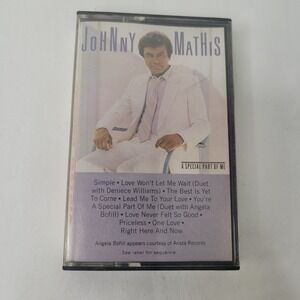 JOHNNY
MATHIS
A SPECIAL PART OF ME
Simple • Love Won't Let Me Wait (Duet
with Deniece Williams) • The Best Is Yet
To Come • Lead Me To Your Love • You're
A Special Part Of Me (Duet with Angela
Bofill) • Love Never Felt So Good •
Priceless • One Love •
Right Here And Now
Angela Bofill appears courtesy of Arista Records
See label for sequence